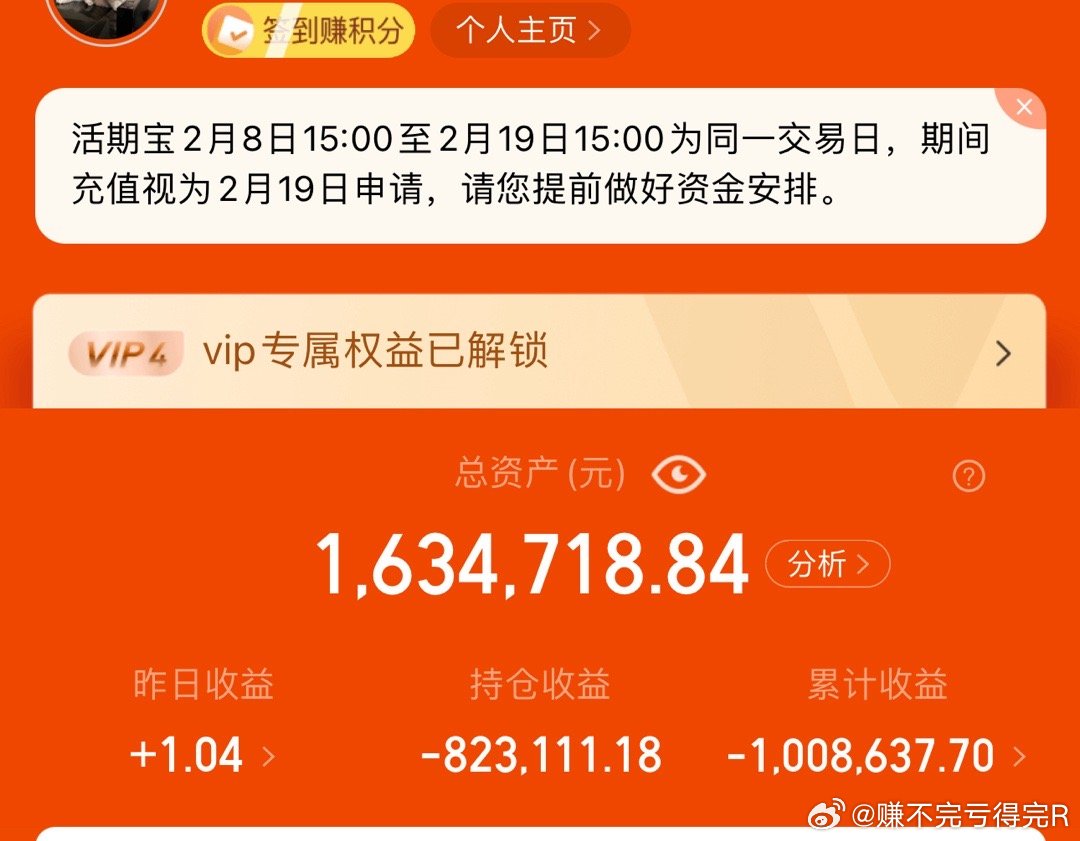 签到赚积分 个人主页 >
活期宝2月8日15:00至2月19日15:00为同一交易日，期间
充值视为2月19日申请，请您提前做好资金安排。
VIP4 vip专属权益已解锁 >
总资产(元) ?
1,634,718.84 分析 >
昨日收益 持仓收益 累计收益
+1.04 > -823,111.18 -1,008,637.70 >
@赚不完亏得完R